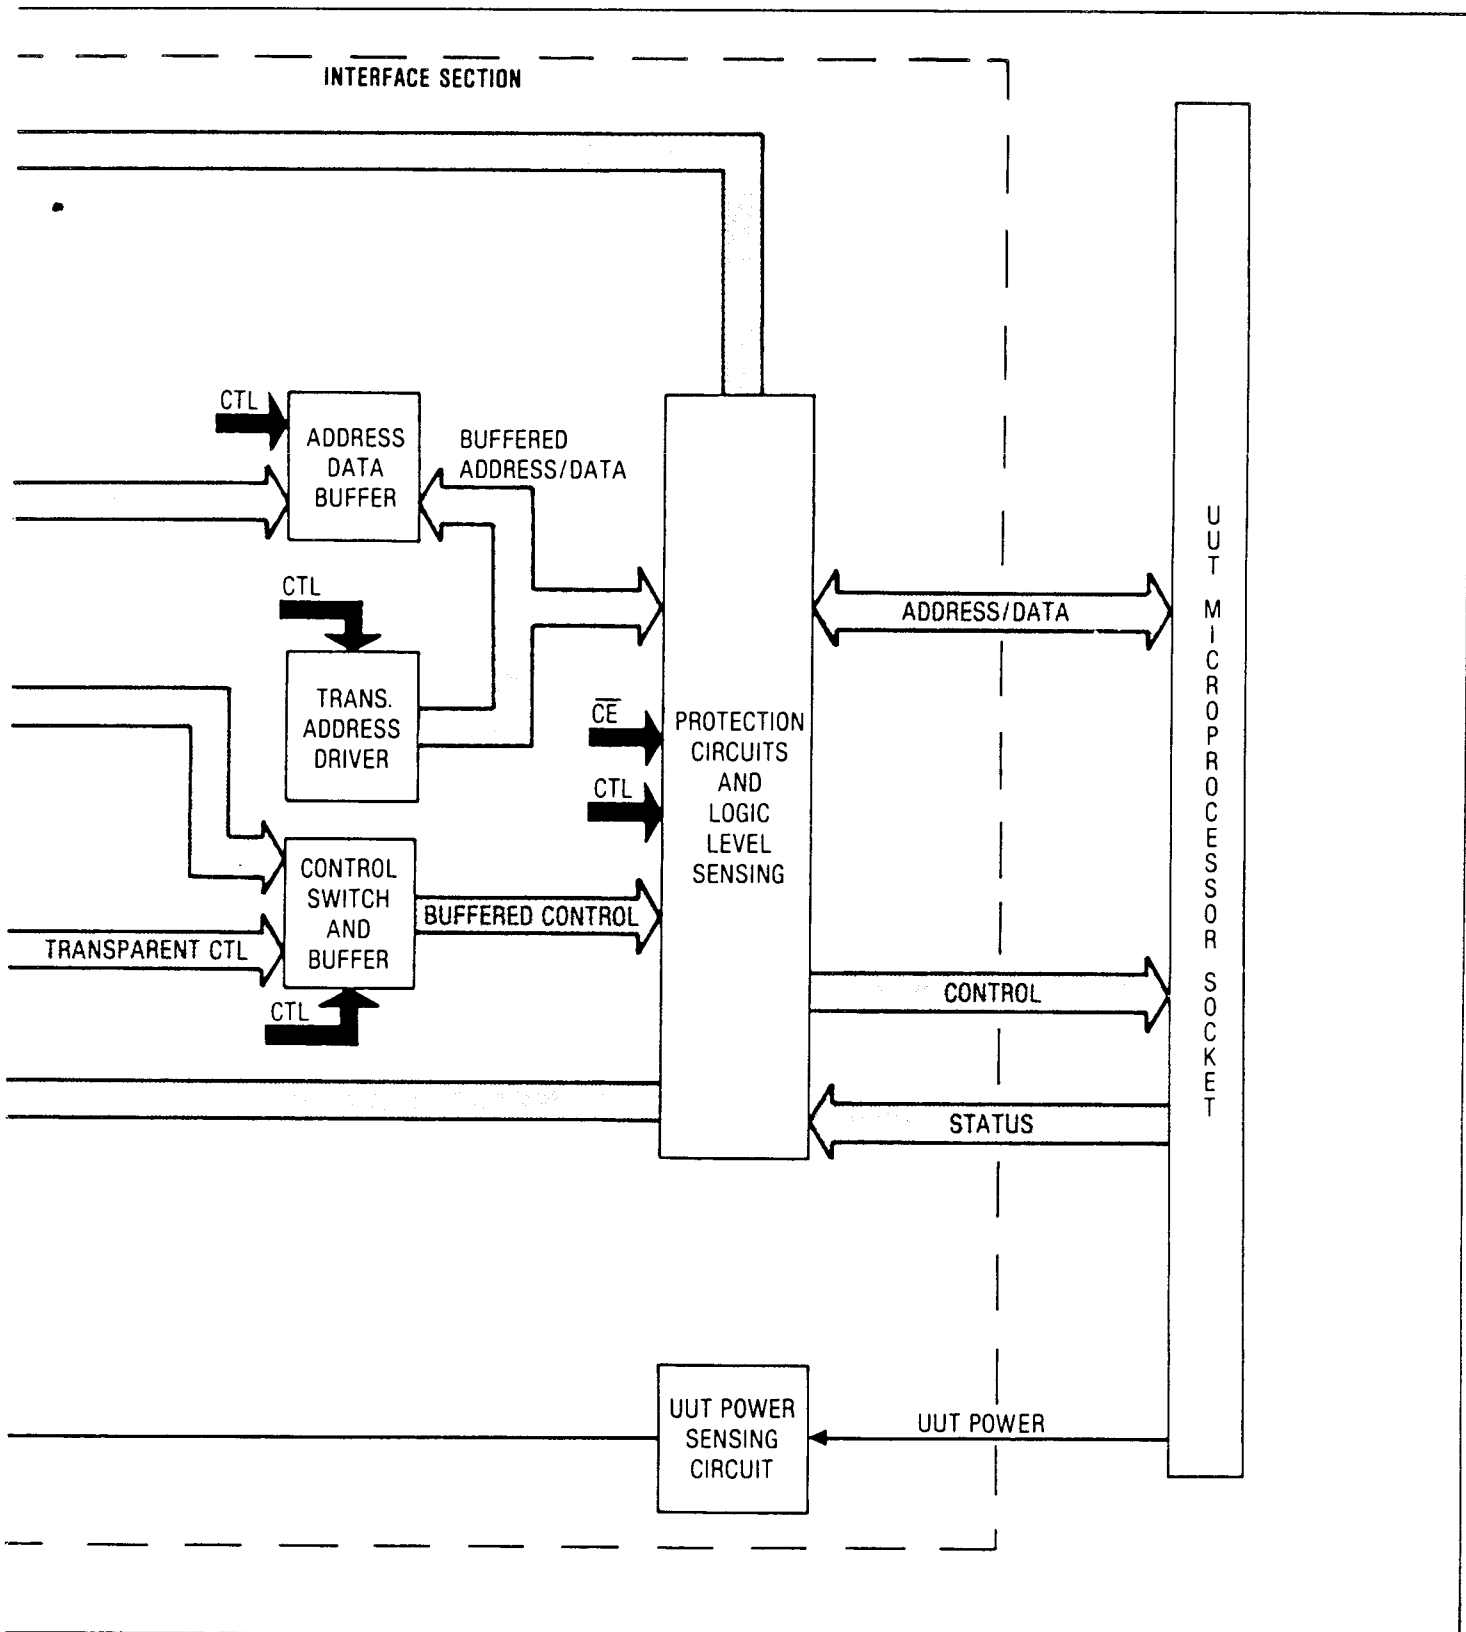 INTERFACE SECTION
CTL
ADDRESS
DATA
BUFFER
BUFFERED
ADDRESS/DATA
CTL
TRANS.
ADDRESS
DRIVER
CE
CTL
PROTECTION
CIRCUITS
AND
LOGIC
LEVEL
SENSING
ADDRESS/DATA
UUT MICROPROCESSOR SOCKET
CONTROL
SWITCH
AND
BUFFER
TRANSPARENT CTL
BUFFERED CONTROL
CTL
CONTROL
STATUS
UUT POWER
SENSING
CIRCUIT
UUT POWER